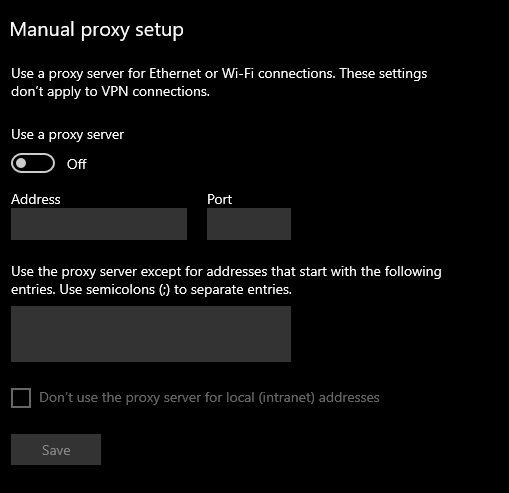 Manual proxy setup
Use a proxy server for Ethernet or Wi-Fi connections. These settings
don't apply to VPN connections.
Use a proxy server
Off
Address Port
Use the proxy server except for addresses that start with the following
entries. Use semicolons (;) to separate entries.
Don't use the proxy server for local (intranet) addresses
Save